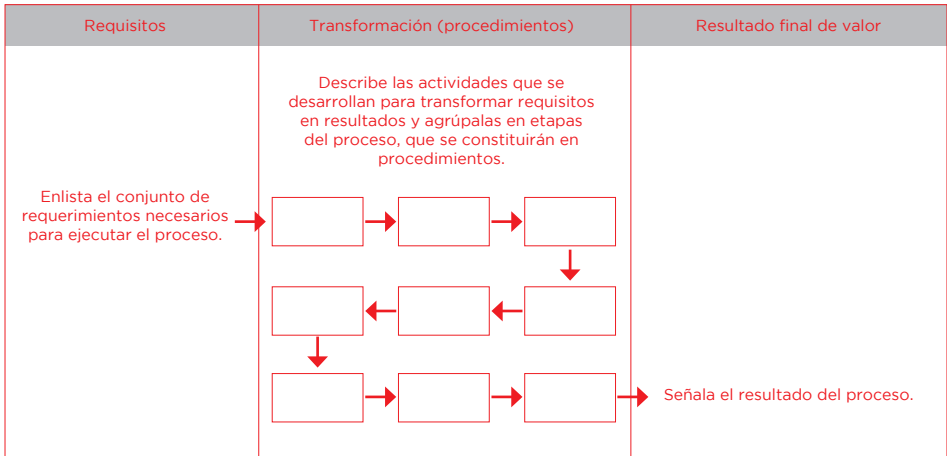 Requisitos
Transformación (procedimientos)
Resultado final de valor
Describe las actividades que se
desarrollan para transformar requisitos
en resultados y agrúpalas en etapas
del proceso, que se constituirán en
procedimientos.
Enlista el conjunto de
requerimientos necesarios
para ejecutar el proceso.
Señala el resultado del proceso.